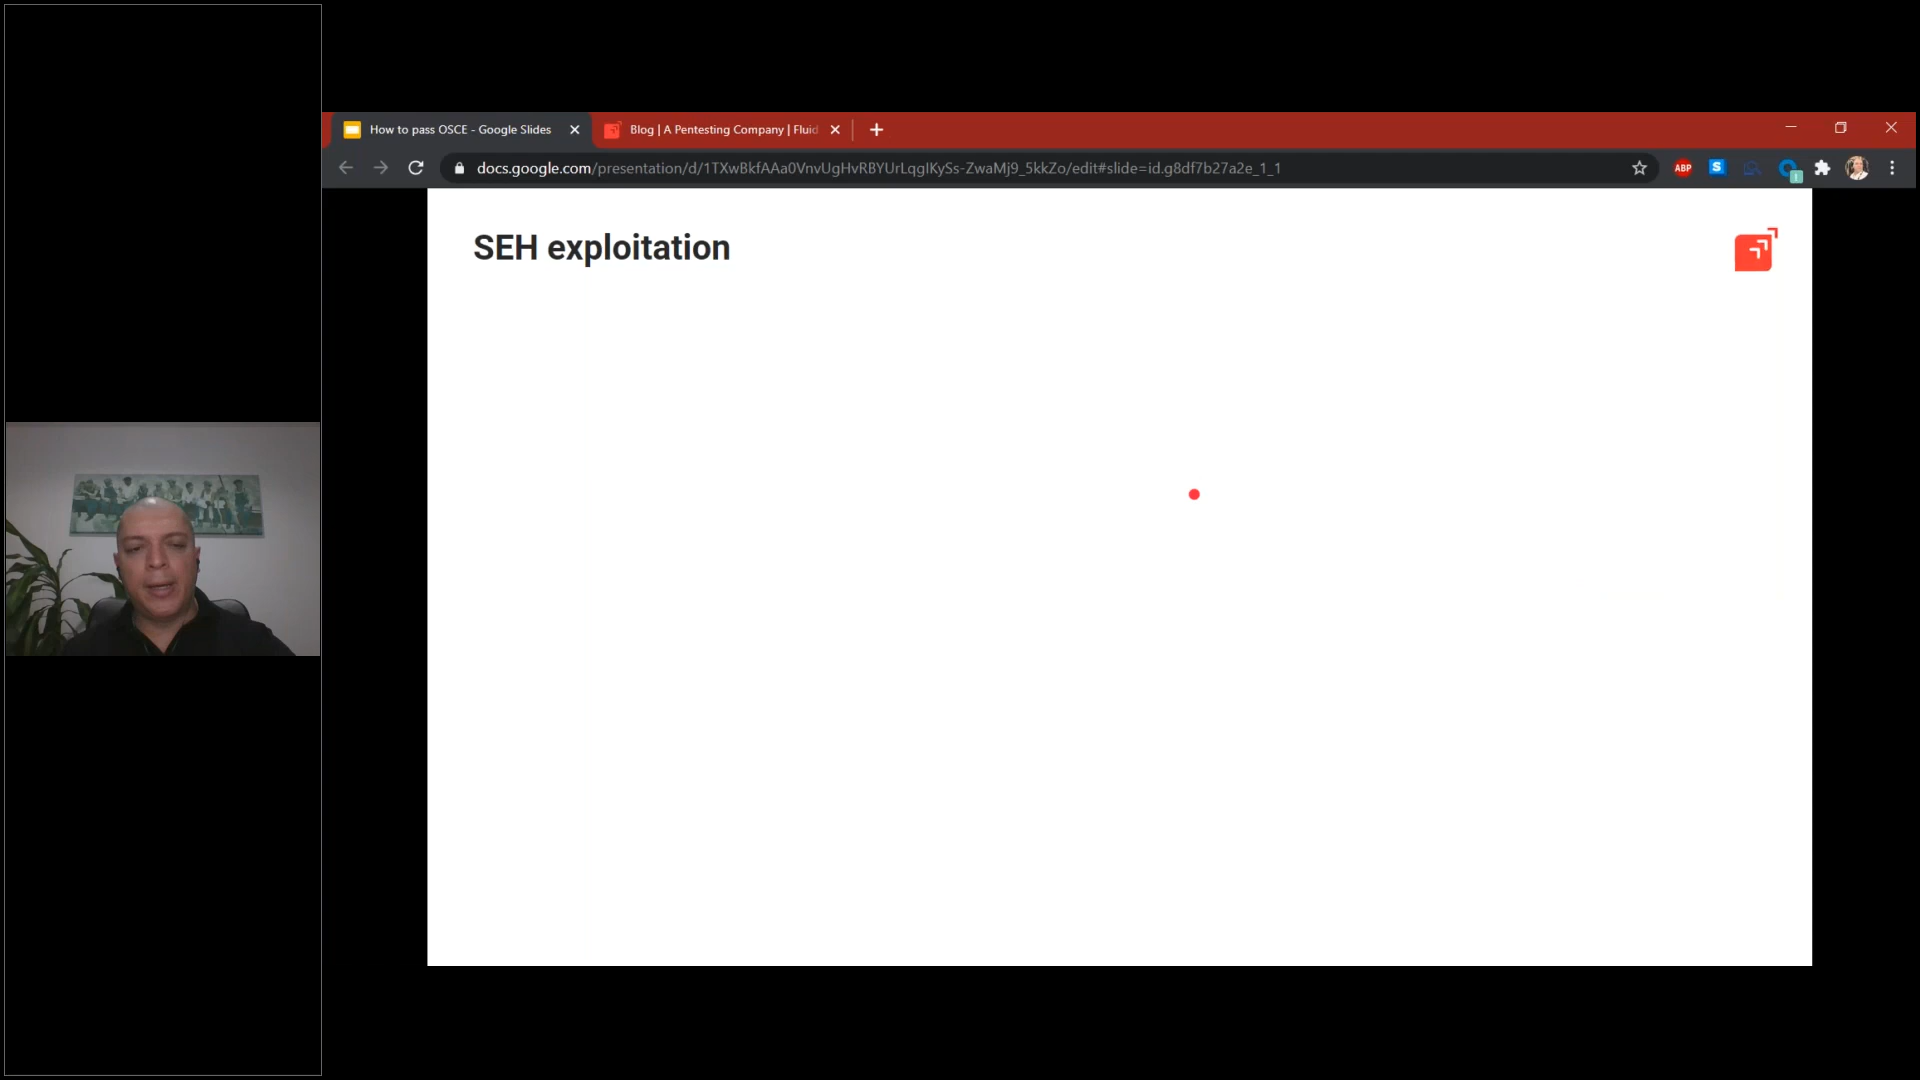 How to pass OSCE - Google Slides
Blog | A Pentesting Company | Fluid
docs.google.com/presentation/d/1TXwBkfAAa0VnvUgHvRBYUrLqglKySs-ZwaMj9_5kkZo/edit#slide=id.g8df7b27a2e_1_1
ABP
S
SEH exploitation